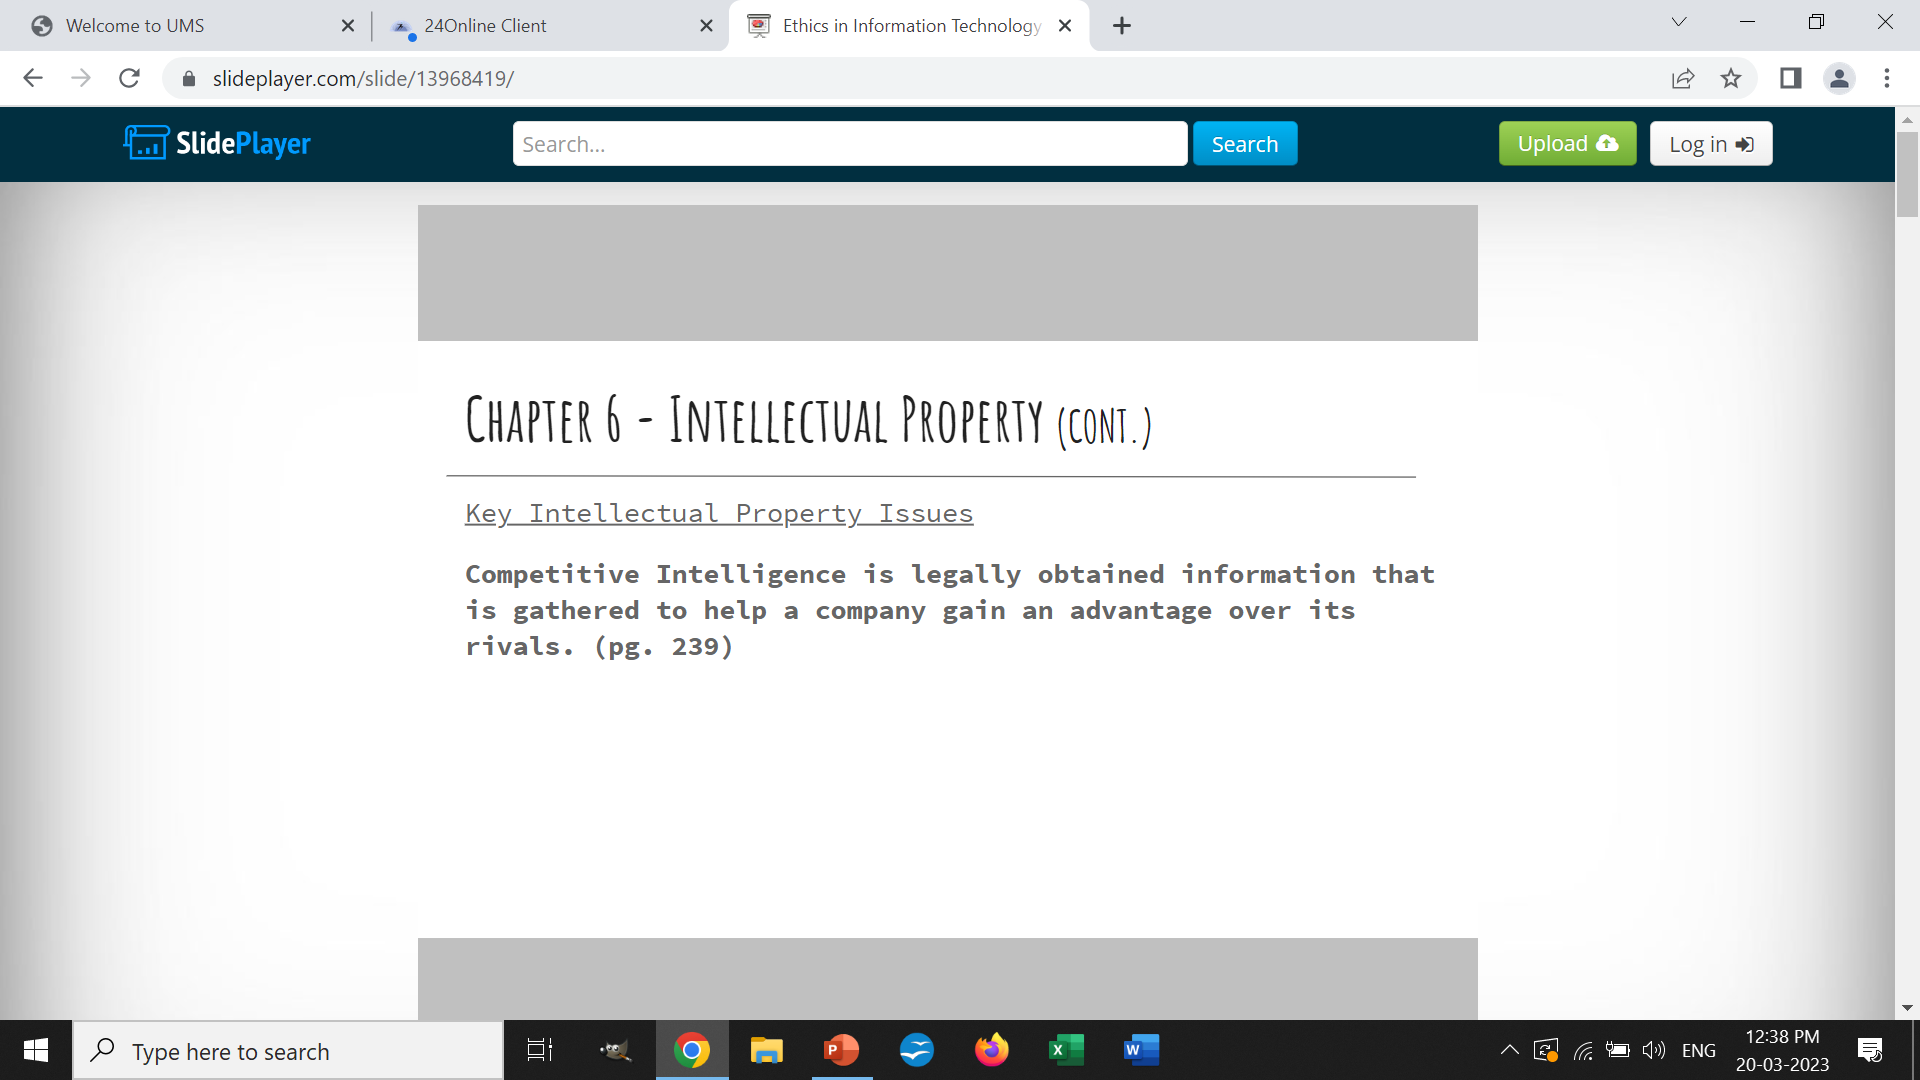 Welcome to UMS
24Online Client
Ethics in Information Technology
slideplayer.com/slide/13968419/
SlidePlayer
Search...
Search
Upload
Log in
Chapter 6 - Intellectual Property (cont.)
Key Intellectual Property Issues
Competitive Intelligence is legally obtained information that
is gathered to help a company gain an advantage over its
rivals. (pg. 239)
Type here to search
P
X
W
ENG
12:38 PM
20-03-2023